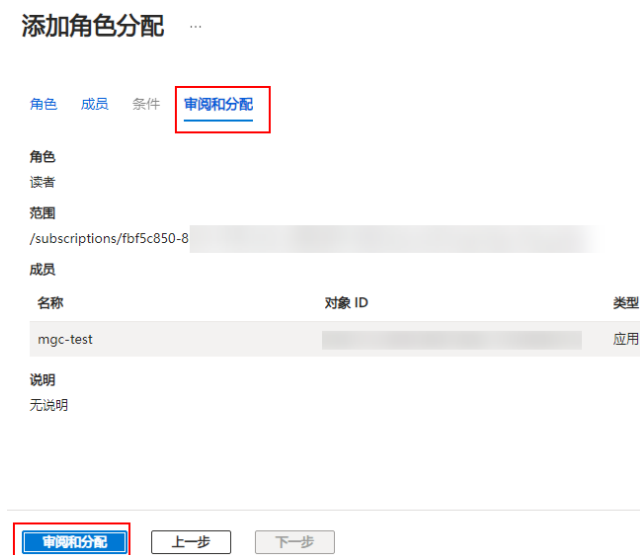 添加角色分配 ...
角色 成员 条件 审阅和分配
角色
读者
范围
/subscriptions/fbf5c850-8
成员
名称 对象 ID 类型
mgc-test 应用
说明
无说明
审阅和分配 上一步 下一步